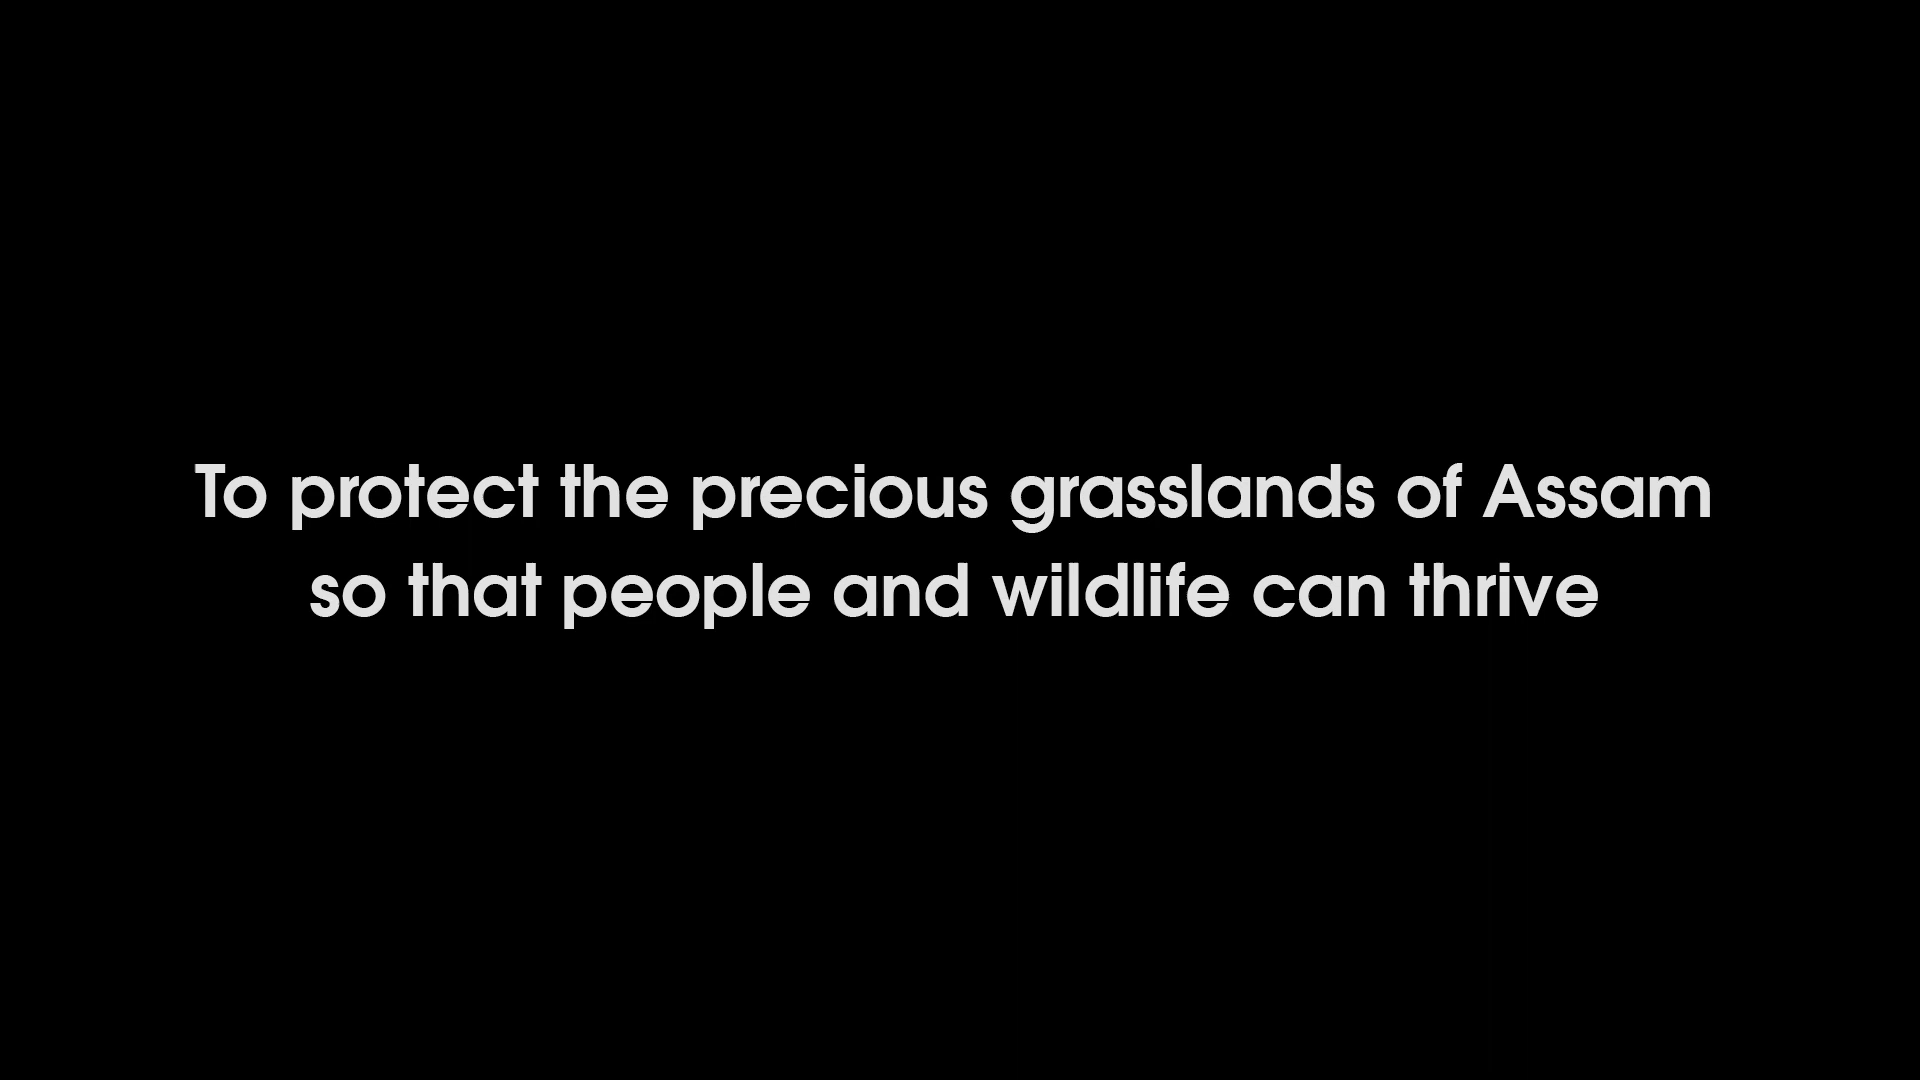 To protect the precious grasslands of Assam
so that people and wildlife can thrive